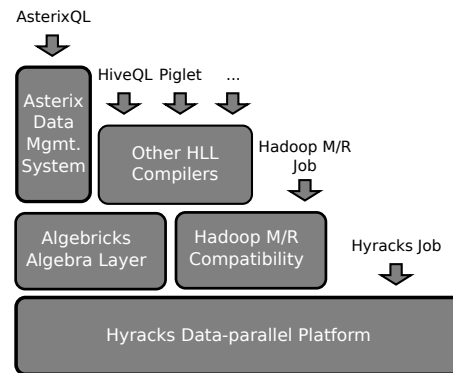 AsterixQL
HiveQL Piglet ...
Asterix
Data
Mgmt.
System
Other HLL
Compilers
Hadoop M/R
Job
Algebricks
Algebra Layer
Hadoop M/R
Compatibility
Hyracks Job
Hyracks Data-parallel Platform